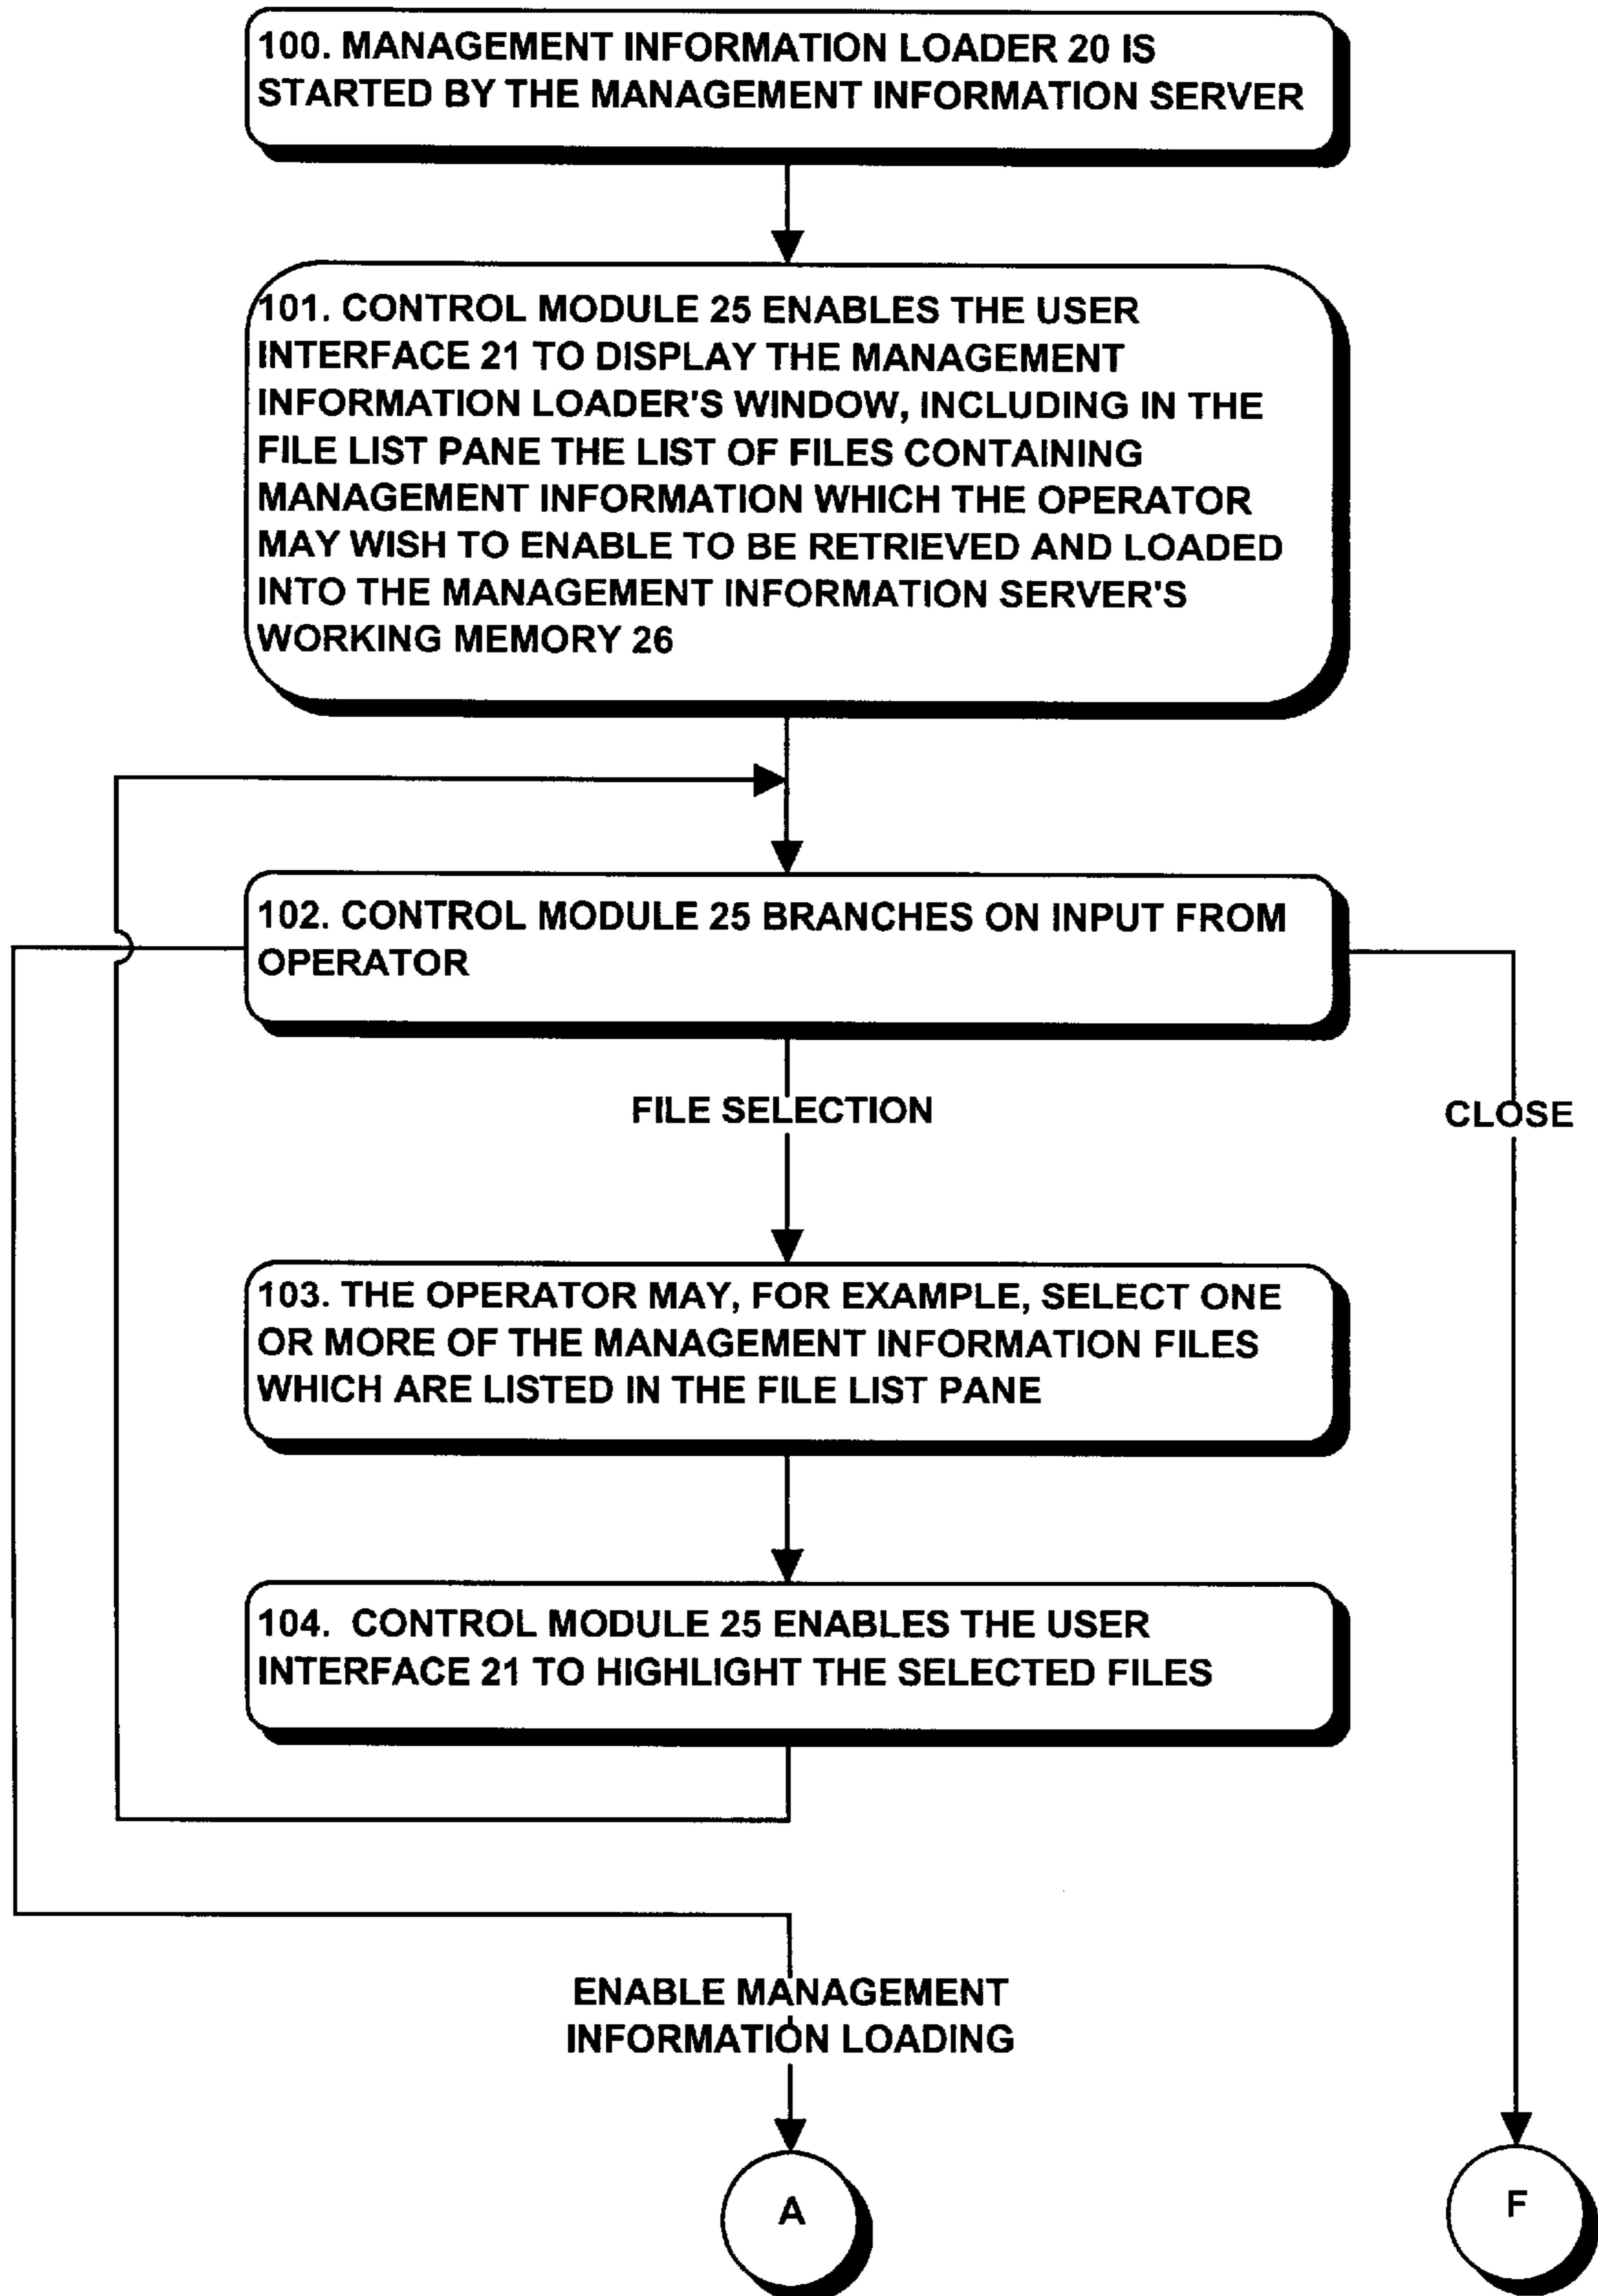 100. MANAGEMENT INFORMATION LOADER 20 IS
STARTED BY THE MANAGEMENT INFORMATION SERVER
101. CONTROL MODULE 25 ENABLES THE USER
INTERFACE 21 TO DISPLAY THE MANAGEMENT
INFORMATION LOADER'S WINDOW, INCLUDING IN THE
FILE LIST PANE THE LIST OF FILES CONTAINING
MANAGEMENT INFORMATION WHICH THE OPERATOR
MAY WISH TO ENABLE TO BE RETRIEVED AND LOADED
INTO THE MANAGEMENT INFORMATION SERVER'S
WORKING MEMORY 26
102. CONTROL MODULE 25 BRANCHES ON INPUT FROM
OPERATOR
FILE SELECTION
CLOSE
103. THE OPERATOR MAY, FOR EXAMPLE, SELECT ONE
OR MORE OF THE MANAGEMENT INFORMATION FILES
WHICH ARE LISTED IN THE FILE LIST PANE
104. CONTROL MODULE 25 ENABLES THE USER
INTERFACE 21 TO HIGHLIGHT THE SELECTED FILES
ENABLE MANAGEMENT
INFORMATION LOADING
A
F